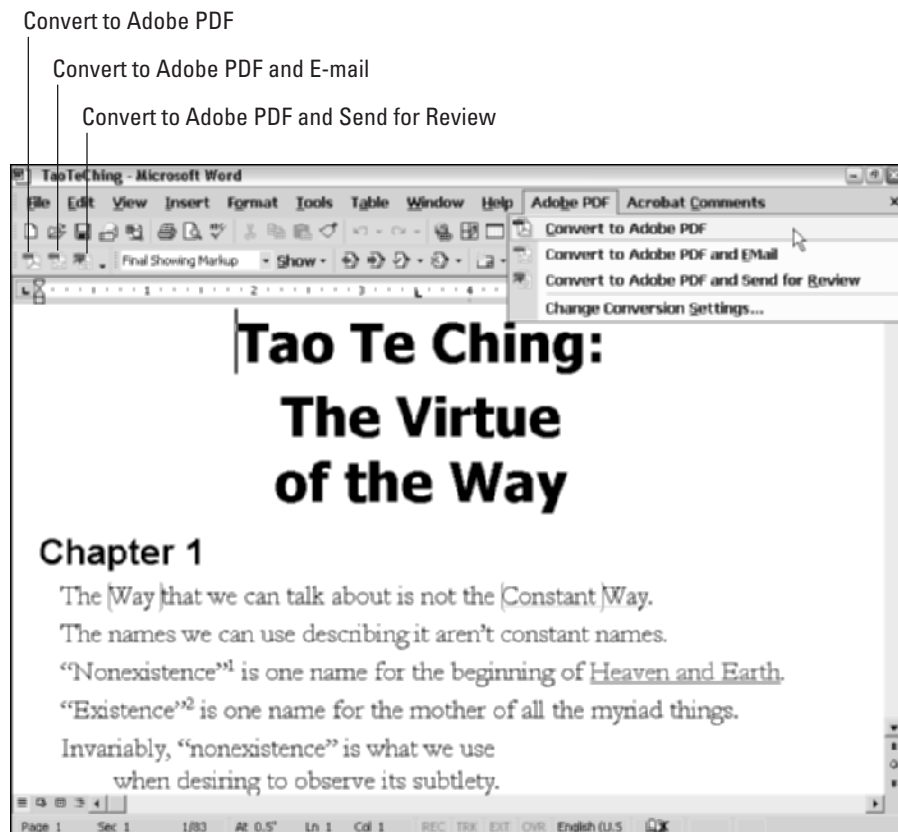 Convert to Adobe PDF
Convert to Adobe PDF and E-mail
Convert to Adobe PDF and Send for Review
TaoTeChing - Microsoft Word
File Edit View Insert Format Tools Table Window Help Adobe PDF Acrobat Comments
Convert to Adobe PDF
Final Showing Markup Show
Convert to Adobe PDF and EMail
Convert to Adobe PDF and Send for Review
Change Conversion Settings...
1 2 3 4
Tao Te Ching:
The Virtue
of the Way
Chapter 1
The Way that we can talk about is not the Constant Way.
The names we can use describing it aren't constant names.
“Nonexistence”1 is one name for the beginning of Heaven and Earth.
“Existence”2 is one name for the mother of all the myriad things.
Invariably, “nonexistence” is what we use
when desiring to observe its subtlety.
Page 1 Sec 1 1/83 At 0.5" Ln 1 Col 1 REC TRK EXT OVR English (U.S